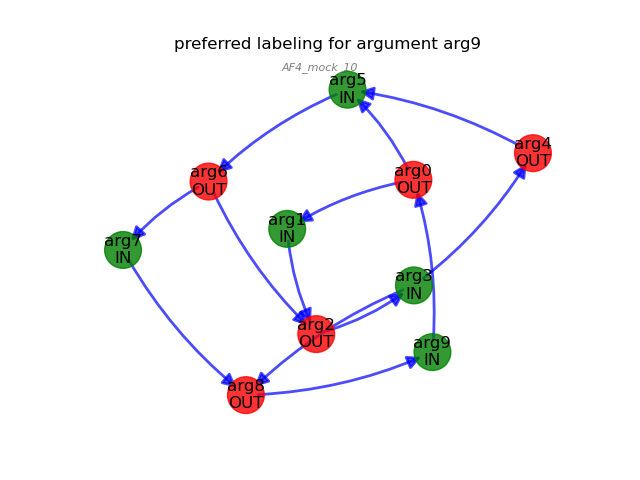 preferred labeling for argument arg9
AF4_mock_10
arg5
IN
arg4
OUT
arg6
OUT
arg0
OUT
arg1
IN
arg7
IN
arg3
IN
arg2
OUT
arg9
IN
arg8
OUT